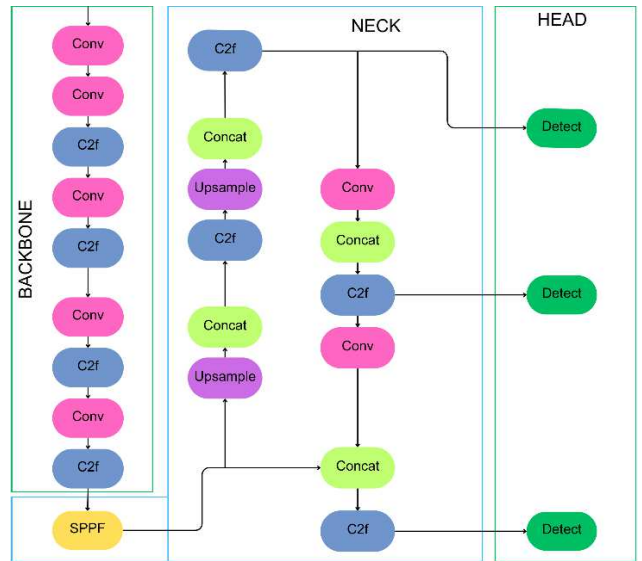 BACKBONE
Conv
Conv
C2f
Conv
C2f
Conv
C2f
Conv
C2f
SPPF
NECK
C2f
Concat
Upsample
C2f
Concat
Upsample
Conv
Concat
C2f
Conv
Concat
C2f
HEAD
Detect
Detect
Detect